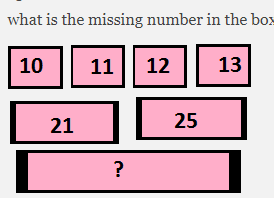 what is the missing number in the box
10 11 12 13
21 25
?